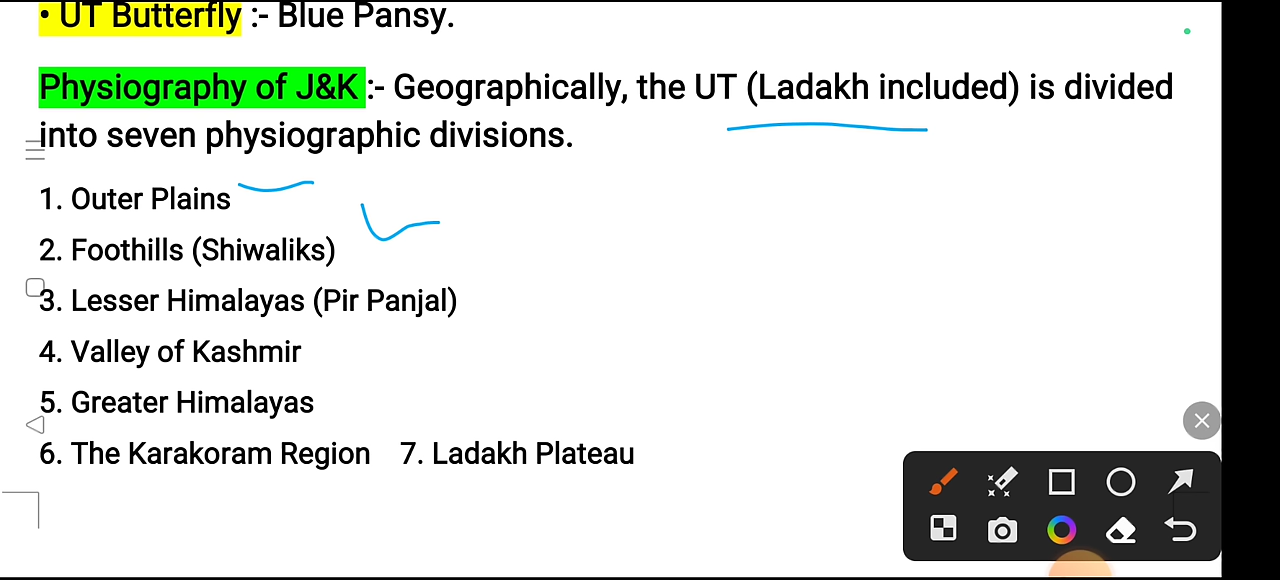 • UT Butterfly :- Blue Pansy.
Physiography of J&K :- Geographically, the UT (Ladakh included) is divided
into seven physiographic divisions.
1. Outer Plains
2. Foothills (Shiwaliks)
3. Lesser Himalayas (Pir Panjal)
4. Valley of Kashmir
5. Greater Himalayas
6. The Karakoram Region 7. Ladakh Plateau